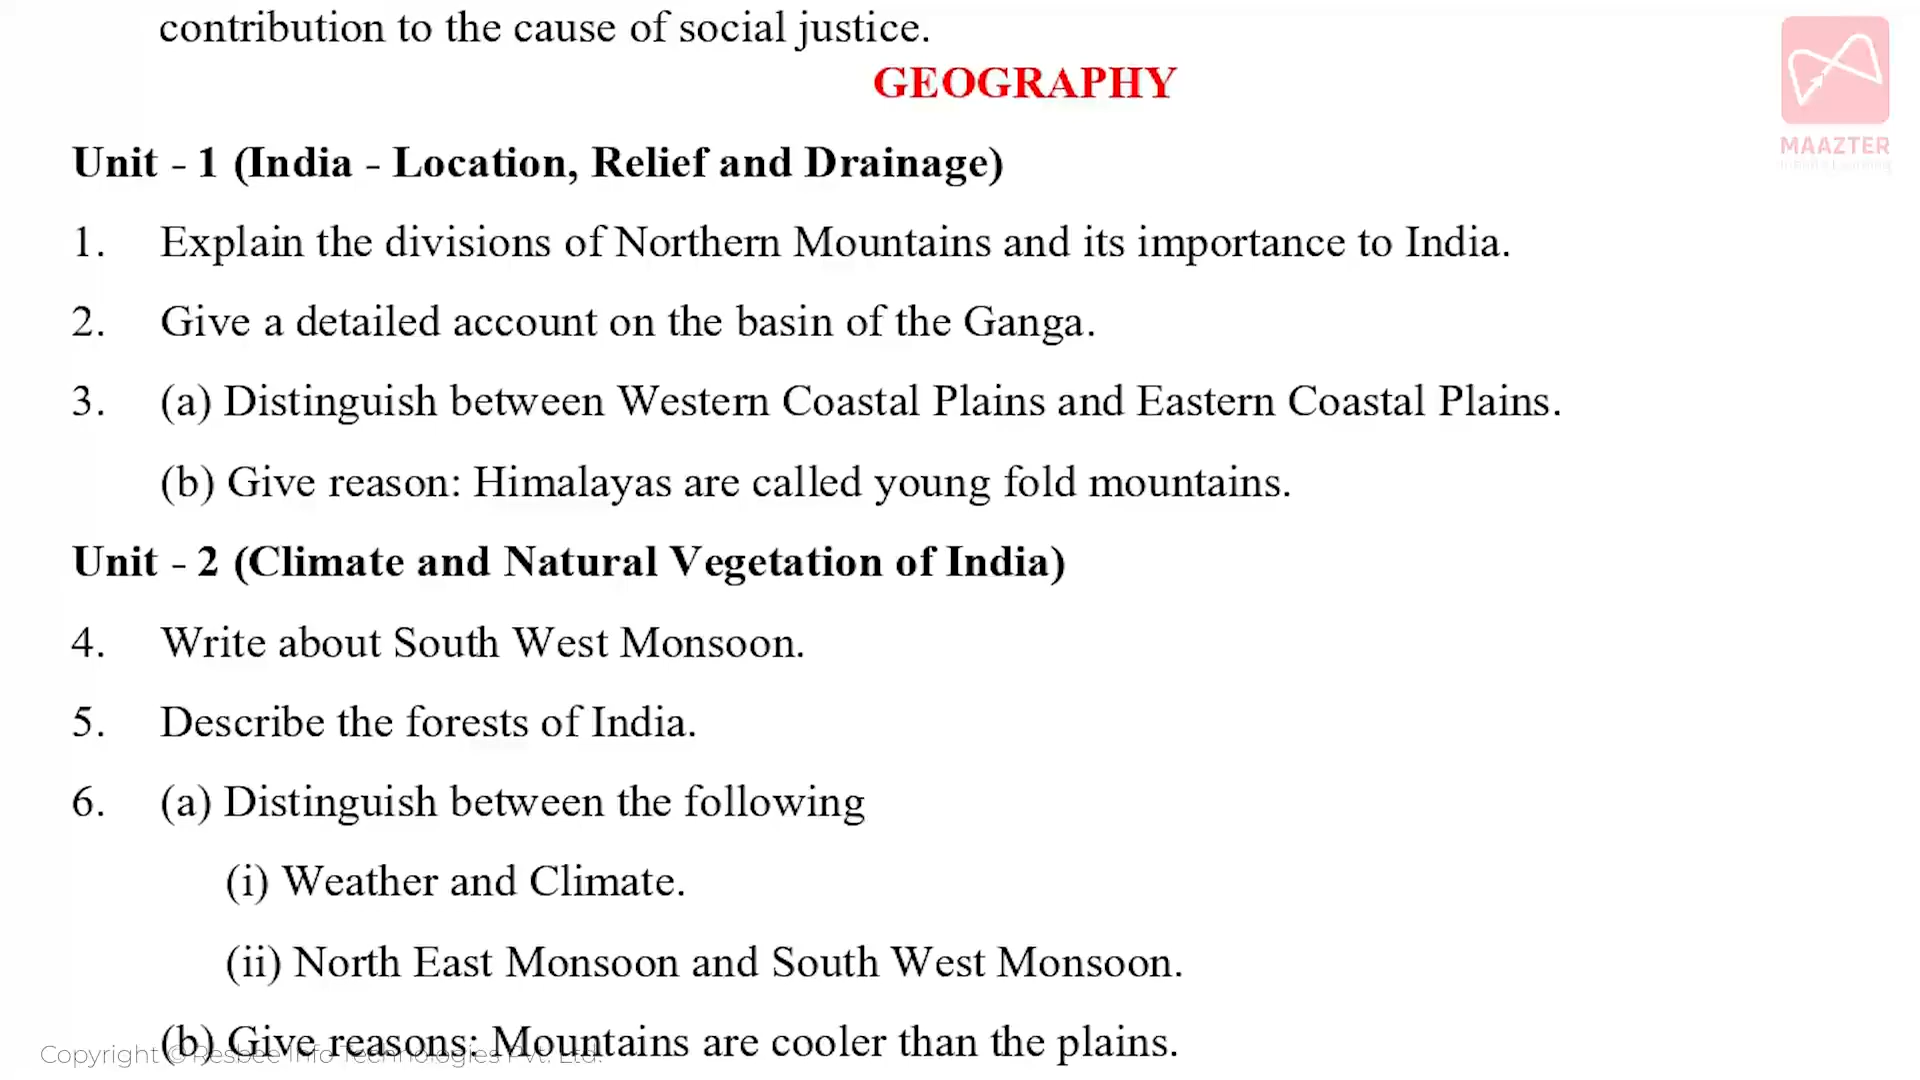 contribution to the cause of social justice.
GEOGRAPHY
MAAZTER
Unit - 1 (India - Location, Relief and Drainage)
1. Explain the divisions of Northern Mountains and its importance to India.
2. Give a detailed account on the basin of the Ganga.
3. (a) Distinguish between Western Coastal Plains and Eastern Coastal Plains.
(b) Give reason: Himalayas are called young fold mountains.
Unit - 2 (Climate and Natural Vegetation of India)
4. Write about South West Monsoon.
5. Describe the forests of India.
6. (a) Distinguish between the following
(i) Weather and Climate.
(ii) North East Monsoon and South West Monsoon.
(b) Give reasons: Mountains are cooler than the plains.
Copyright © Resbee Info Technologies Pvt. Ltd.